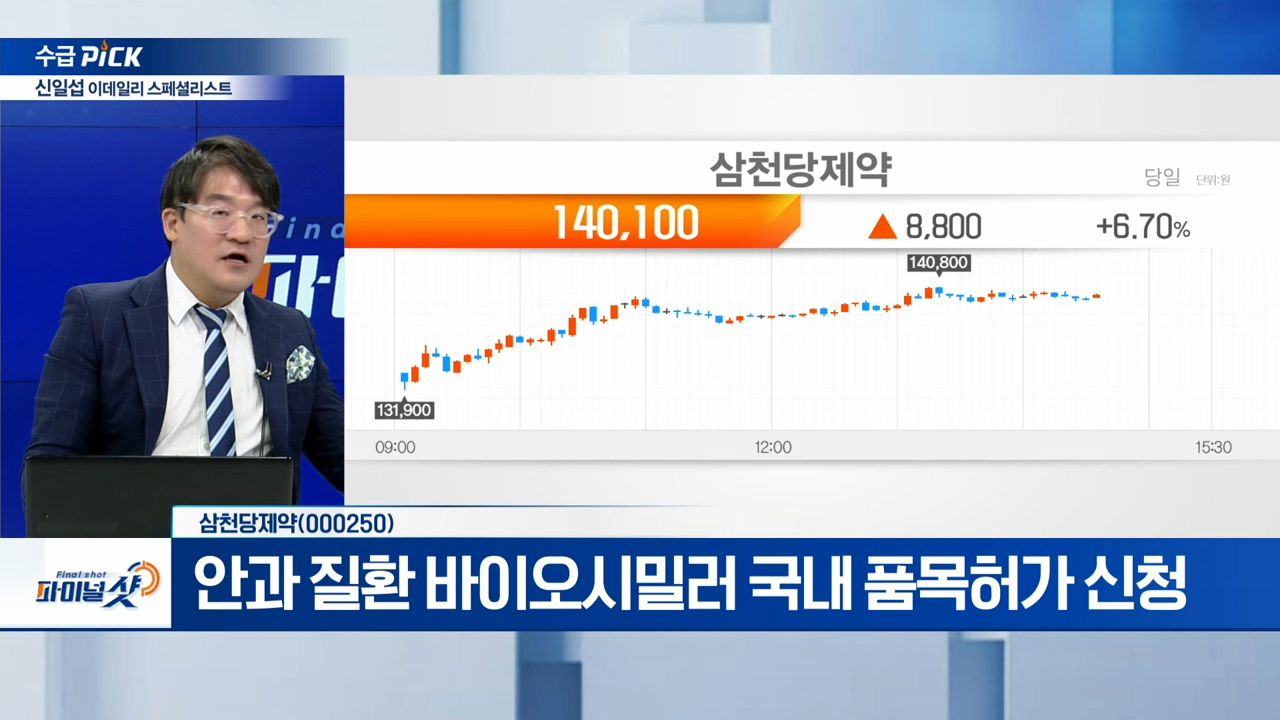 수급 PiCK
신일섭 이데일리 스페셜리스트
Fina
파이
삼천당제약
당일 단위:원
140,100 ▲ 8,800 +6.70%
140,800
131,900
09:00 12:00 15:30
삼천당제약(000250)
Final shot
파이널샷
안과 질환 바이오시밀러 국내 품목허가 신청